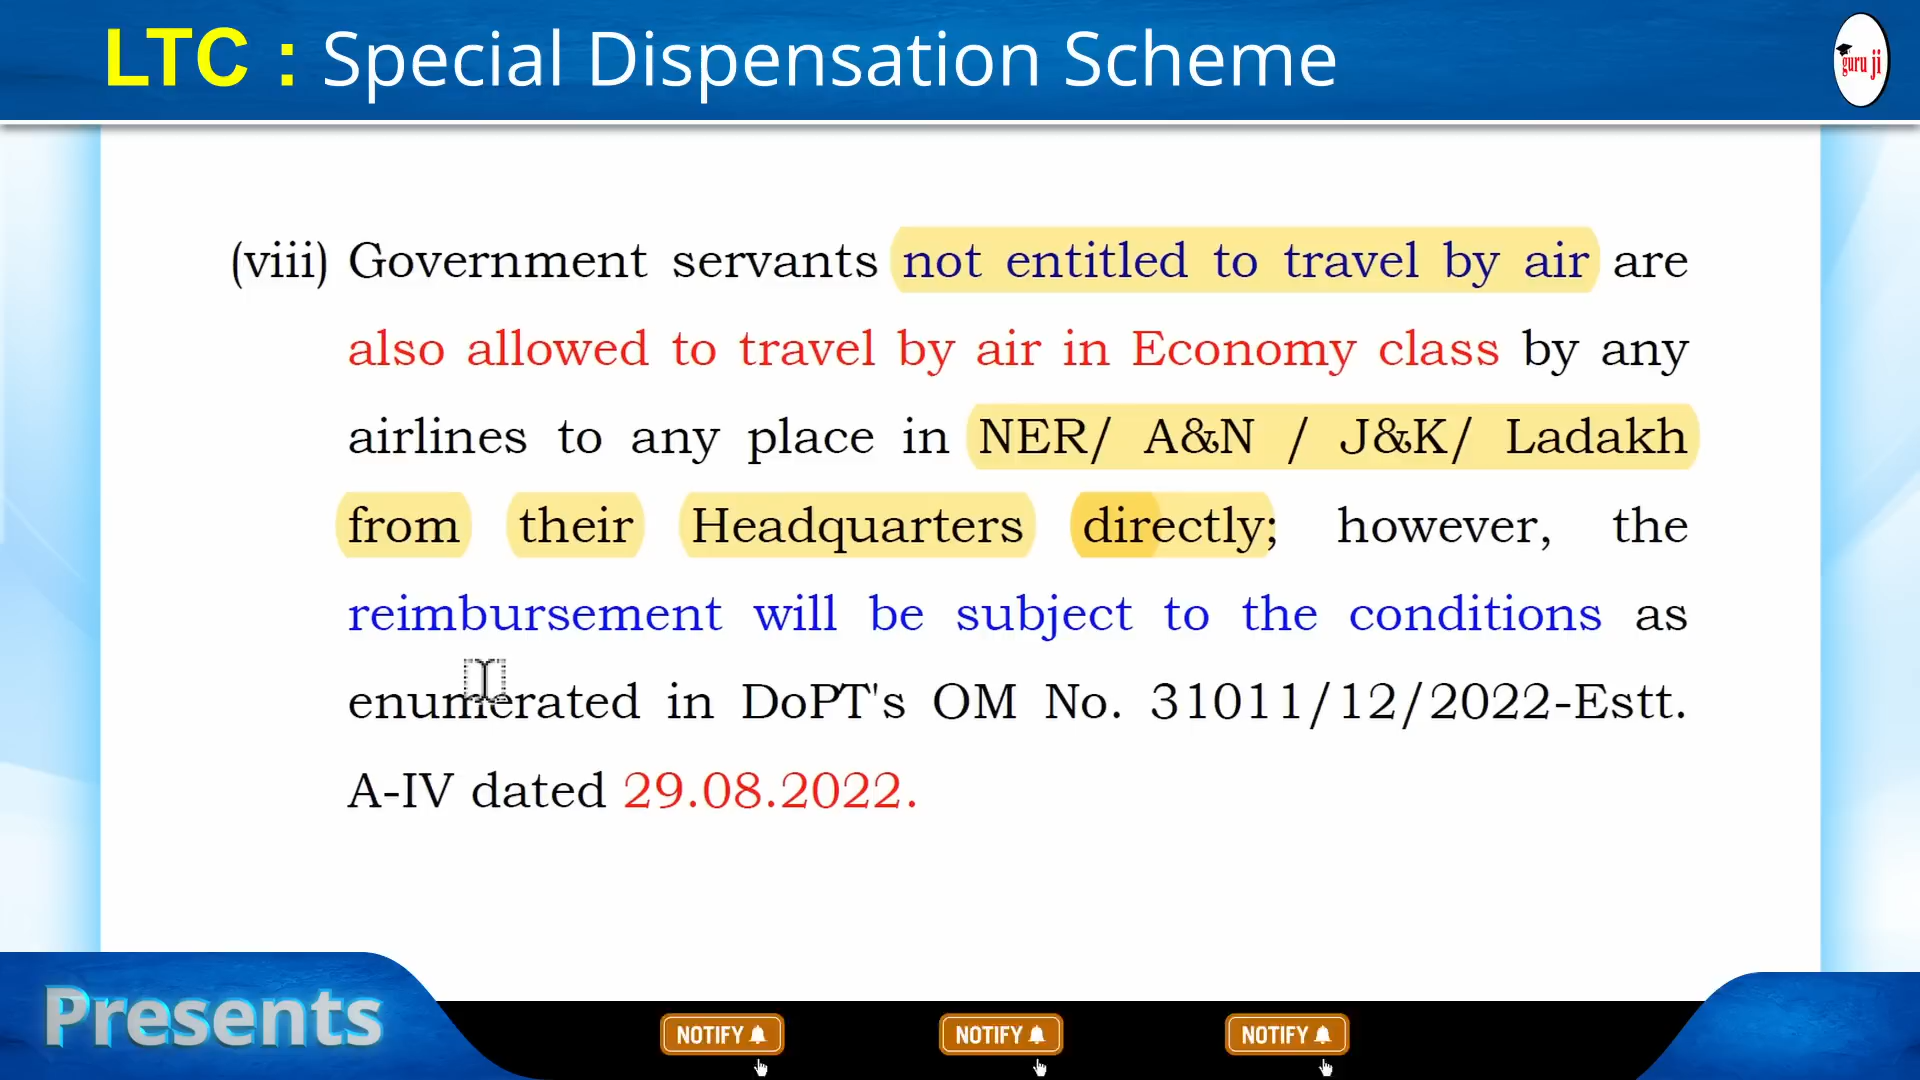 LTC : Special Dispensation Scheme
guru ji
(viii) Government servants not entitled to travel by air are
also allowed to travel by air in Economy class by any
airlines to any place in NER/ A&N / J&K/ Ladakh
from their Headquarters directly; however, the
reimbursement will be subject to the conditions as
enumerated in DoPT's OM No. 31011/12/2022-Estt.
A-IV dated 29.08.2022.
Presents
NOTIFY NOTIFY NOTIFY